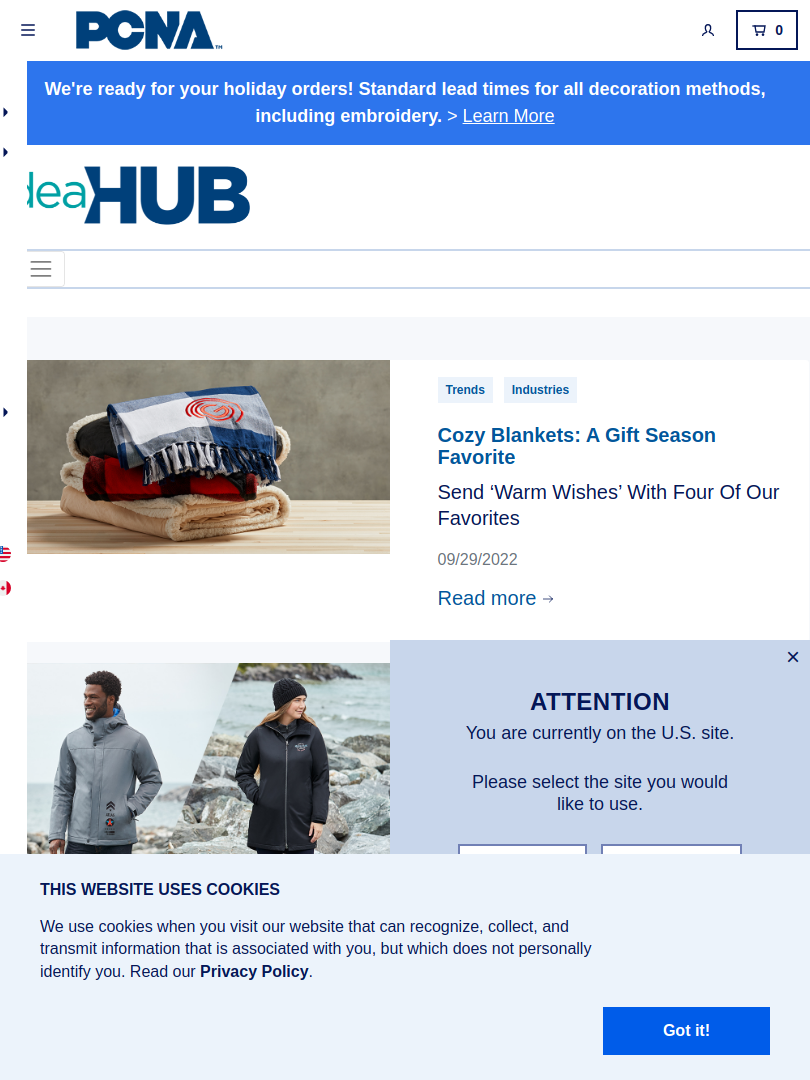 PCNA™
0
We're ready for your holiday orders! Standard lead times for all decoration methods,
including embroidery. > Learn More
deaHUB
Trends Industries
Cozy Blankets: A Gift Season
Favorite
Send ‘Warm Wishes’ With Four Of Our
Favorites
09/29/2022
Read more
ATTENTION
You are currently on the U.S. site.
Please select the site you would
like to use.
THIS WEBSITE USES COOKIES
We use cookies when you visit our website that can recognize, collect, and
transmit information that is associated with you, but which does not personally
identify you. Read our Privacy Policy.
Got it!